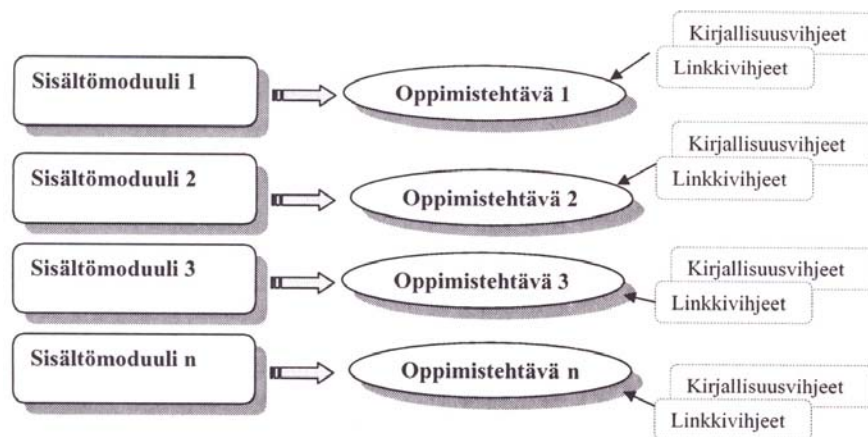 Kirjallisuusvihjeet
Linkkivihjeet
Sisältömoduuli 1
Oppimistehtävä 1
Kirjallisuusvihjeet
Linkkivihjeet
Sisältömoduuli 2
Oppimistehtävä 2
Kirjallisuusvihjeet
Linkkivihjeet
Sisältömoduuli 3
Oppimistehtävä 3
Sisältömoduuli n
Oppimistehtävä n
Kirjallisuusvihjeet
Linkkivihjeet